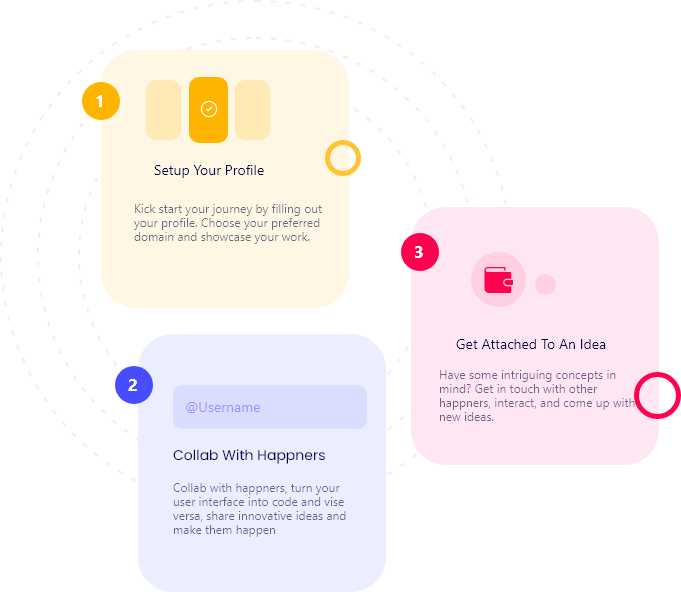 1
Setup Your Profile
Kick start your journey by filling out
your profile. Choose your preferred
domain and showcase your work.
2
@Username
Collab With Happners
Collab with happners, turn your
user interface into code and vise
versa, share innovative ideas and
make them happen
3
Get Attached To An Idea
Have some intriguing concepts in
mind? Get in touch with other
happners, interact, and come up with
new ideas.